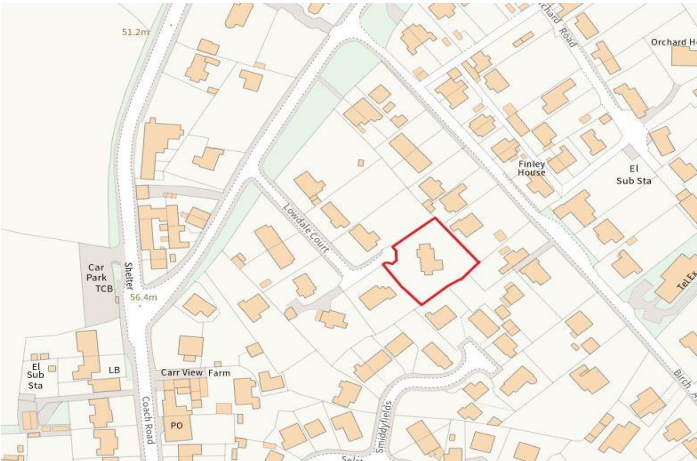 51.2m
Orchard Road
Orchard H
Finley
House
El
Sub Sta
Lowdale Court
Car
Park
TCB
Shelter
56.4m
Tel Ex
El
Sub
Sta
LB
Carr View Farm
Coach Road
PO
Smiddyfields
Birch A